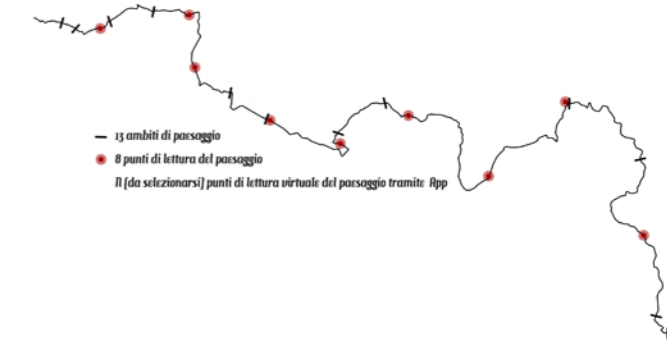 13 ambiti di paesaggio
8 punti di lettura del paesaggio
N (da selezionarsi) punti di lettura virtuale del paesaggio tramite App